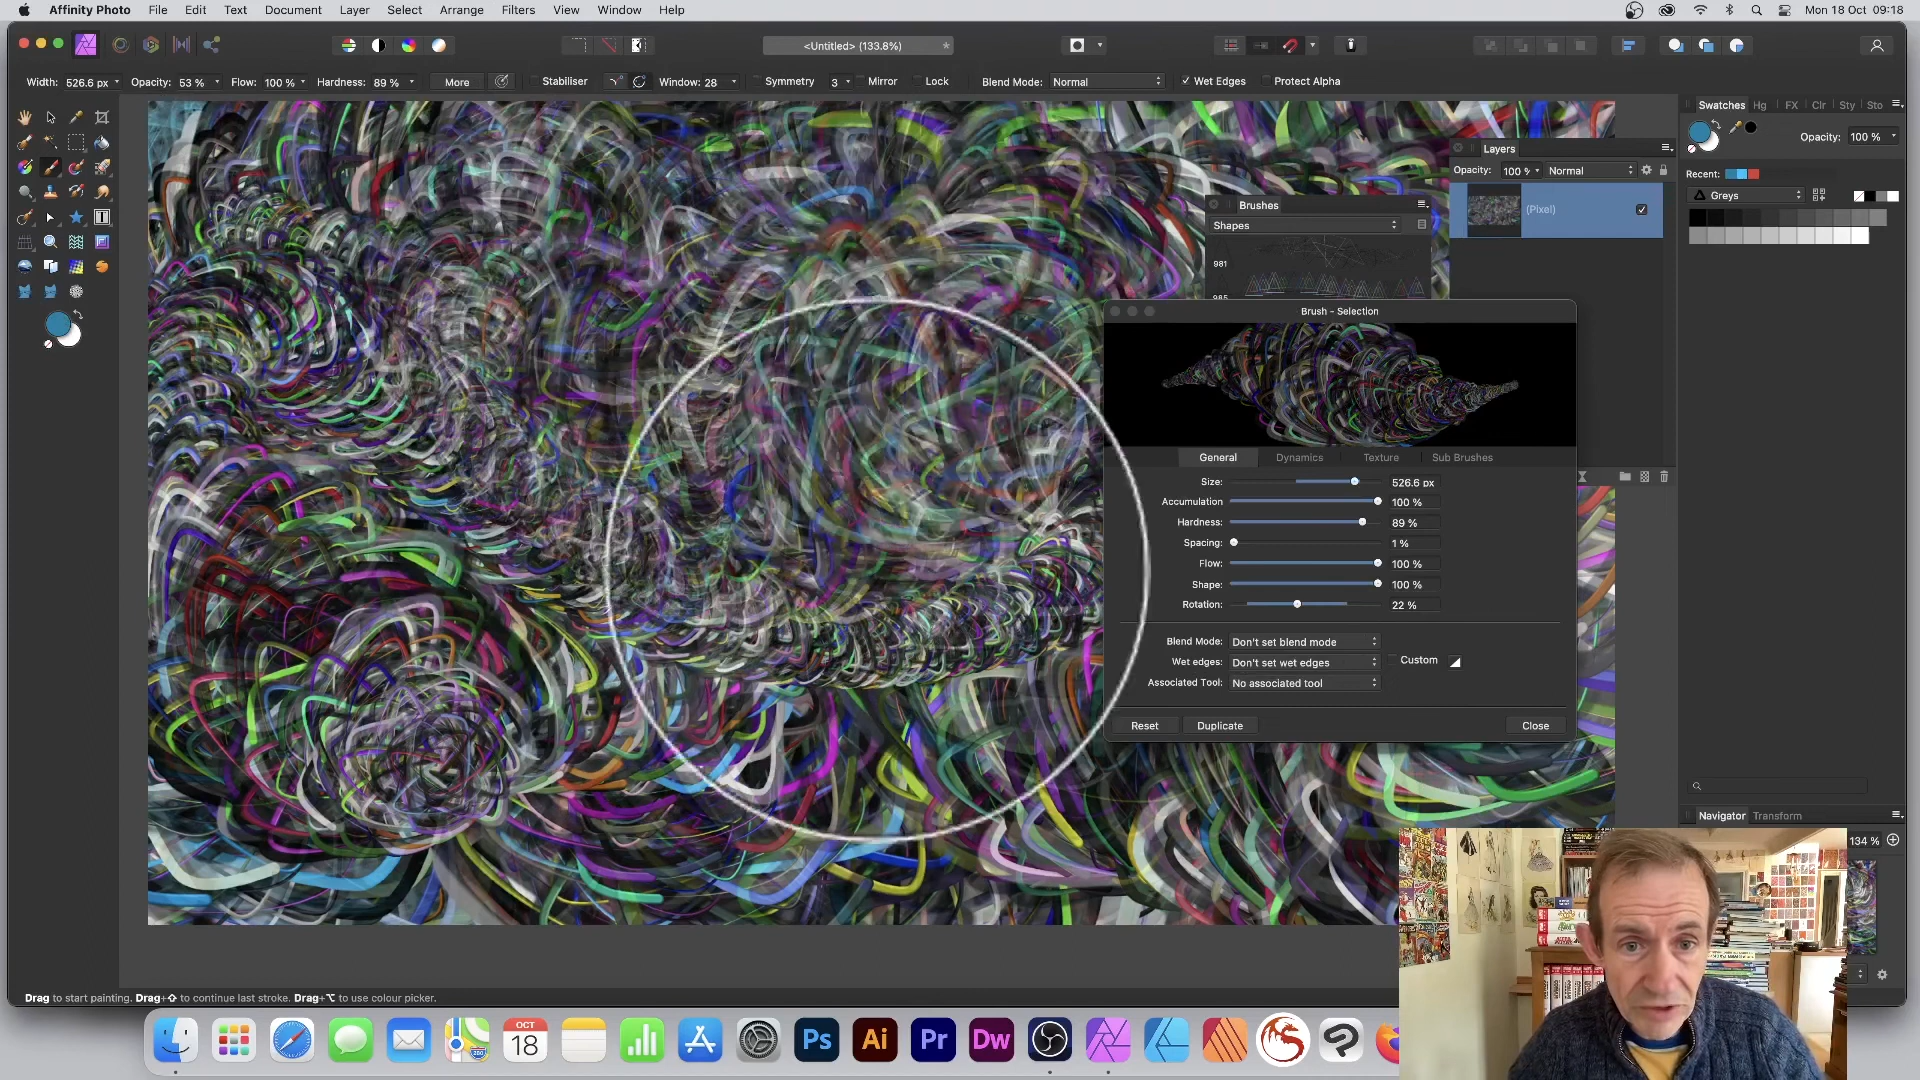 Affinity Photo File Edit Text Document Layer Select Arrange Filters View Window Help
Mon 18 Oct 09:18
<Untitled> (133.8%)
Width: 526.6 px Opacity: 53 % Flow: 100 % Hardness: 89 % More Stabiliser Window: 28 Symmetry 3 Mirror Lock Blend Mode: Normal Wet Edges Protect Alpha
Swatches Hg FX Clr Sty Sto
Opacity: 100 %
Recent:
Greys
Layers
Opacity: 100 % Normal
(Pixel)
Brushes
Shapes
981
985
Brush - Selection
General Dynamics Texture Sub Brushes
Size: 526.6 px
Accumulation 100 %
Hardness: 89 %
Spacing: 1 %
Flow: 100 %
Shape: 100 %
Rotation: 22 %
Blend Mode: Don't set blend mode
Wet edges: Don't set wet edges Custom
Associated Tool: No associated tool
Reset Duplicate Close
Navigator Transform
134 %
Drag to start painting. Drag+⇧ to continue last stroke. Drag+⌥ to use colour picker.
OCT
18
280
Ps Ai Pr Dw